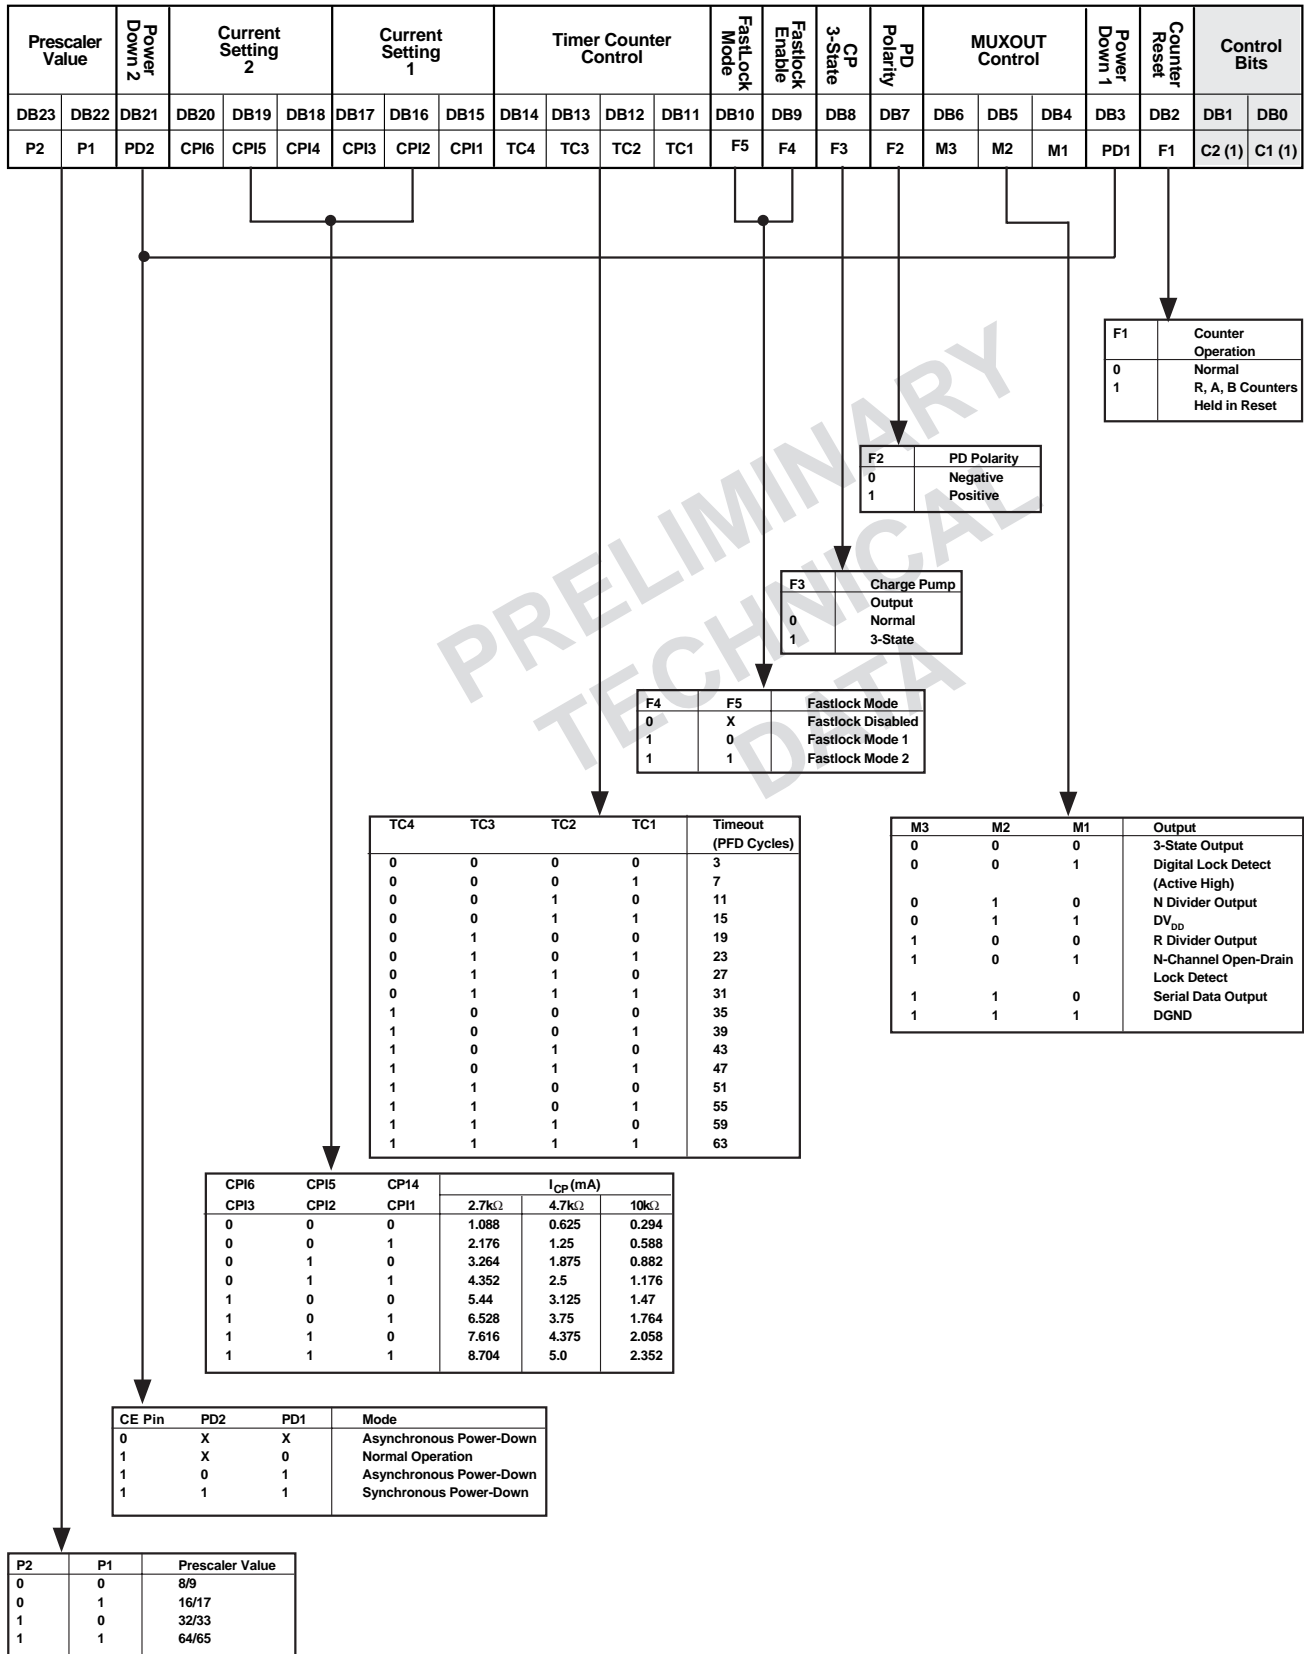 Prescaler Value
Power Down 2
Current Setting 2
Current Setting 1
Timer Counter Control
FastLock Mode
Fastlock Enable
CP 3-State
PD Polarity
MUXOUT Control
Power Down 1
Counter Reset
Control Bits
DB23 DB22 DB21 DB20 DB19 DB18 DB17 DB16 DB15 DB14 DB13 DB12 DB11 DB10 DB9 DB8 DB7 DB6 DB5 DB4 DB3 DB2 DB1 DB0
P2 P1 PD2 CPI6 CPI5 CPI4 CPI3 CPI2 CPI1 TC4 TC3 TC2 TC1 F5 F4 F3 F2 M3 M2 M1 PD1 F1 C2 (1) C1 (1)
PRELIMINARY
TECHNICAL
DATA
F1 Counter
Operation
0 Normal
1 R, A, B Counters
Held in Reset
F2 PD Polarity
0 Negative
1 Positive
F3 Charge Pump
Output
0 Normal
1 3-State
F4 F5 Fastlock Mode
0 X Fastlock Disabled
1 0 Fastlock Mode 1
1 1 Fastlock Mode 2
TC4 TC3 TC2 TC1 Timeout
(PFD Cycles)
0 0 0 0 3
0 0 0 1 7
0 0 1 0 11
0 0 1 1 15
0 1 0 0 19
0 1 0 1 23
0 1 1 0 27
0 1 1 1 31
1 0 0 0 35
1 0 0 1 39
1 0 1 0 43
1 0 1 1 47
1 1 0 0 51
1 1 0 1 55
1 1 1 0 59
1 1 1 1 63
M3 M2 M1 Output
0 0 0 3-State Output
0 0 1 Digital Lock Detect
(Active High)
0 1 0 N Divider Output
0 1 1 DVDD
1 0 0 R Divider Output
1 0 1 N-Channel Open-Drain
Lock Detect
1 1 0 Serial Data Output
1 1 1 DGND
CPI6 CPI5 CP14 ICP (mA)
CPI3 CPI2 CPI1 2.7kΩ 4.7kΩ 10kΩ
0 0 0 1.088 0.625 0.294
0 0 1 2.176 1.25 0.588
0 1 0 3.264 1.875 0.882
0 1 1 4.352 2.5 1.176
1 0 0 5.44 3.125 1.47
1 0 1 6.528 3.75 1.764
1 1 0 7.616 4.375 2.058
1 1 1 8.704 5.0 2.352
CE Pin PD2 PD1 Mode
0 X X Asynchronous Power-Down
1 X 0 Normal Operation
1 0 1 Asynchronous Power-Down
1 1 1 Synchronous Power-Down
P2 P1 Prescaler Value
0 0 8/9
0 1 16/17
1 0 32/33
1 1 64/65